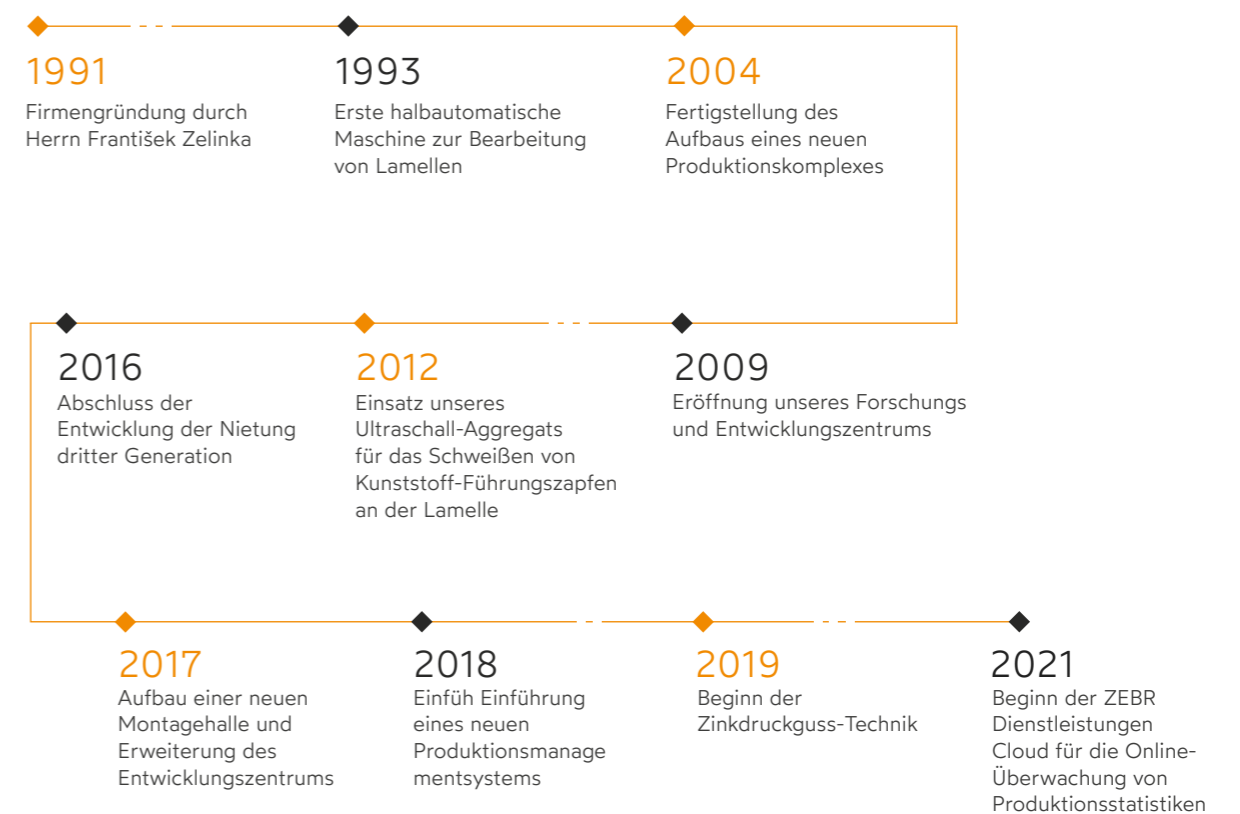 1991
Firmengründung durch
Herrn František Zelinka
1993
Erste halbautomatische
Maschine zur Bearbeitung
von Lamellen
2004
Fertigstellung des
Aufbaus eines neuen
Produktionskomplexes
2016
Abschluss der
Entwicklung der Nietung
dritter Generation
2012
Einsatz unseres
Ultraschall-Aggregats
für das Schweißen von
Kunststoff-Führungszapfen
an der Lamelle
2009
Eröffnung unseres Forschungs
und Entwicklungszentrums
2017
Aufbau einer neuen
Montagehalle und
Erweiterung des
Entwicklungszentrums
2018
Einfüh Einführung
eines neuen
Produktionsmanage
mentsystems
2019
Beginn der
Zinkdruckguss-Technik
2021
Beginn der ZEBR
Dienstleistungen
Cloud für die Online-
Überwachung von
Produktionsstatistiken